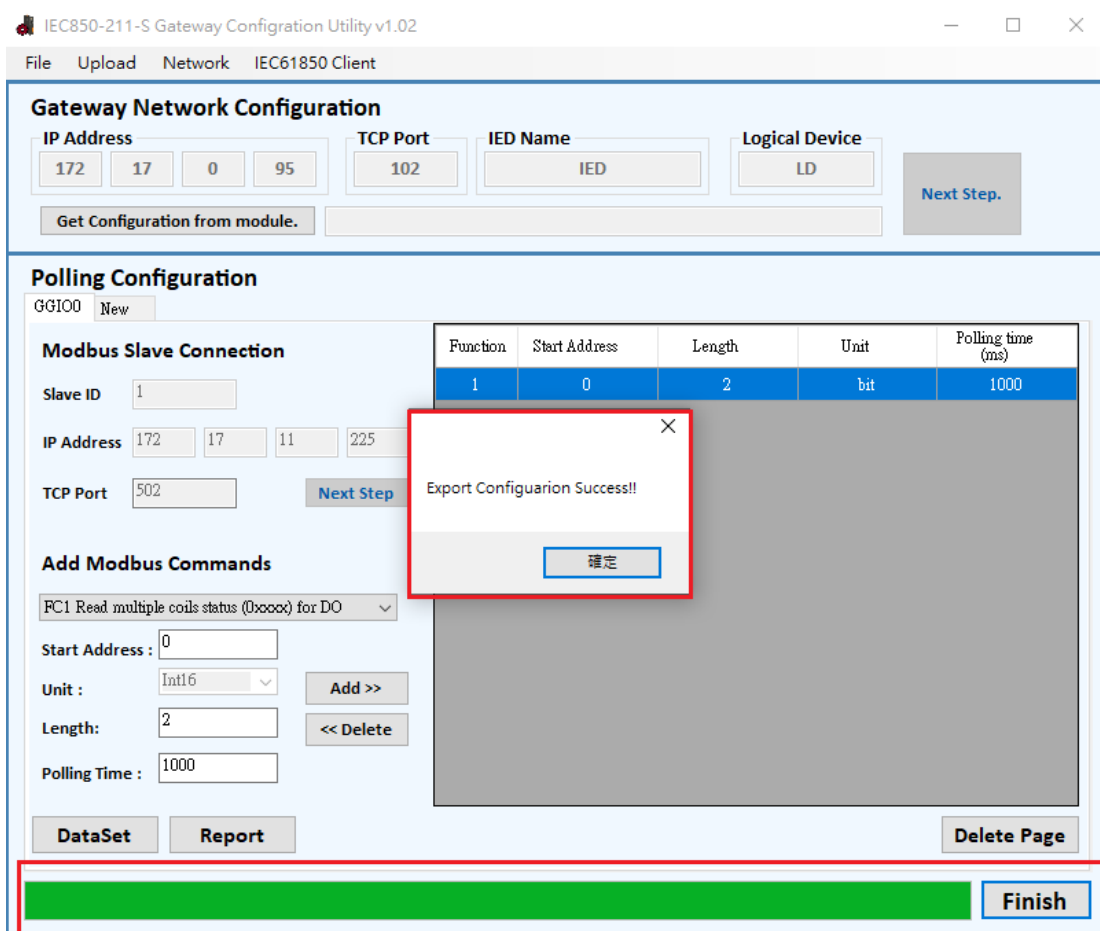 IEC850-211-S Gateway Configration Utility v1.02
File Upload Network IEC61850 Client
Gateway Network Configuration
IP Address TCP Port IED Name Logical Device
172 17 0 95 102 IED LD
Next Step.
Get Configuration from module.
Polling Configuration
GGIO0 New
Modbus Slave Connection
Slave ID 1
IP Address 172 17 11 225
TCP Port 502 Next Step
Add Modbus Commands
FC1 Read multiple coils status (0xxxx) for DO
Start Address : 0
Unit : Int16 Add >>
Length: 2 << Delete
Polling Time : 1000
Function Start Address Length Unit Polling time
(ms)
1 0 2 bit 1000
Export Configuarion Success!!
確定
DataSet Report Delete Page
Finish